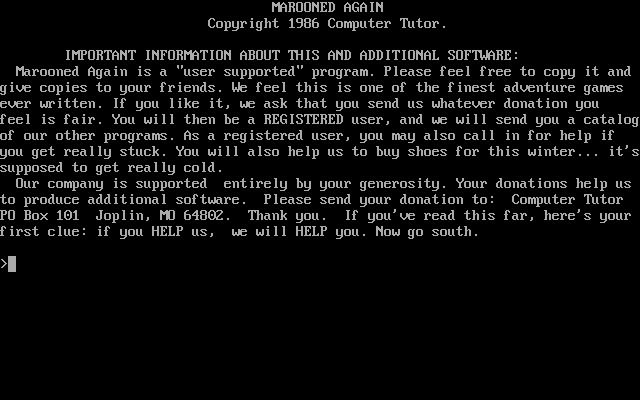 MAROONED AGAIN
Copyright 1986 Computer Tutor.
IMPORTANT INFORMATION ABOUT THIS AND ADDITIONAL SOFTWARE:
Marooned Again is a "user supported" program. Please feel free to copy it and
give copies to your friends. We feel this is one of the finest adventure games
ever written. If you like it, we ask that you send us whatever donation you
feel is fair. You will then be a REGISTERED user, and we will send you a catalog
of our other programs. As a registered user, you may also call in for help if
you get really stuck. You will also help us to buy shoes for this winter... it's
supposed to get really cold.
Our company is supported  entirely by your generosity. Your donations help us
to produce additional software.  Please send your donation to:  Computer Tutor
PO Box 101  Joplin, MO 64802.  Thank you.  If you've read this far, here's your
first clue: if you HELP us,  we will HELP you. Now go south.
>